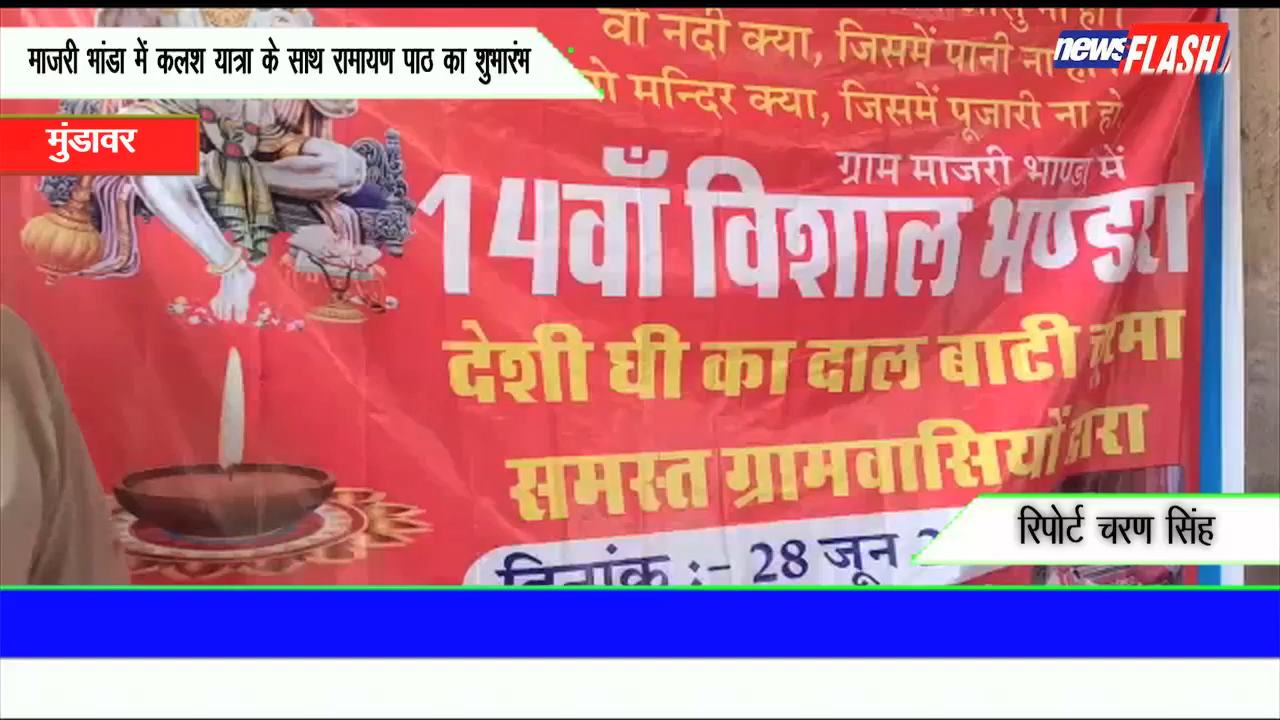 माजरी भांडा में कलश यात्रा के साथ रामायण पाठ का शुभारंभ
news FLASH
मुंडावर
वो नदी क्या, जिसमें पानी ना
मन्दिर क्या, जिसमें पूजारी ना हो
ग्राम माजरी भाण्डा में
14वाँ विशाल भण्डारा
देशी घी का दाल बाटी चूरमा
समस्त ग्रामवासियों द्वारा
दिनांक :- 28 जून
रिपोर्ट चरण सिंह